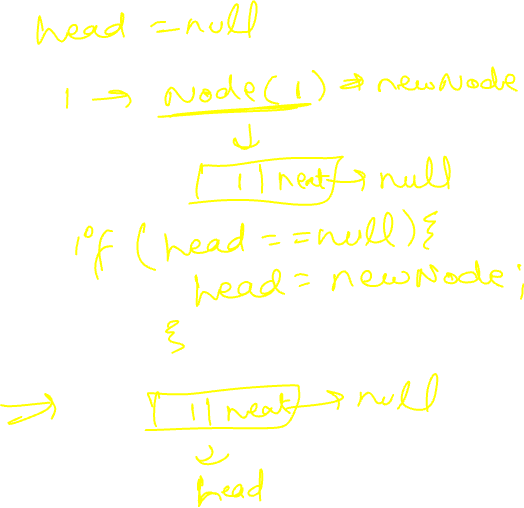 head = null
1 → Node(1) ⇒ newNode
↓
1 | next → null
if (head == null) {
head = newNode;
}
⇒ 1 | next → null
↓
head